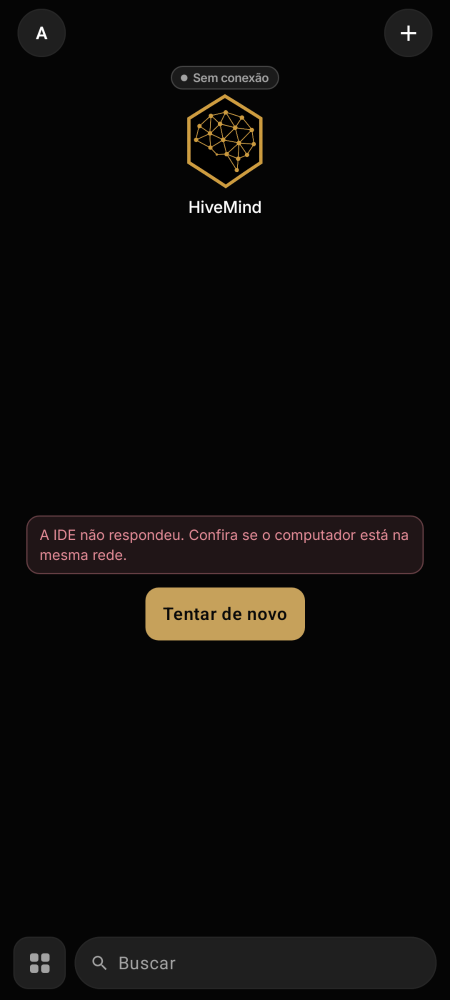 A
Sem conexão
HiveMind
A IDE não respondeu. Confira se o computador está na
mesma rede.
Tentar de novo
Buscar